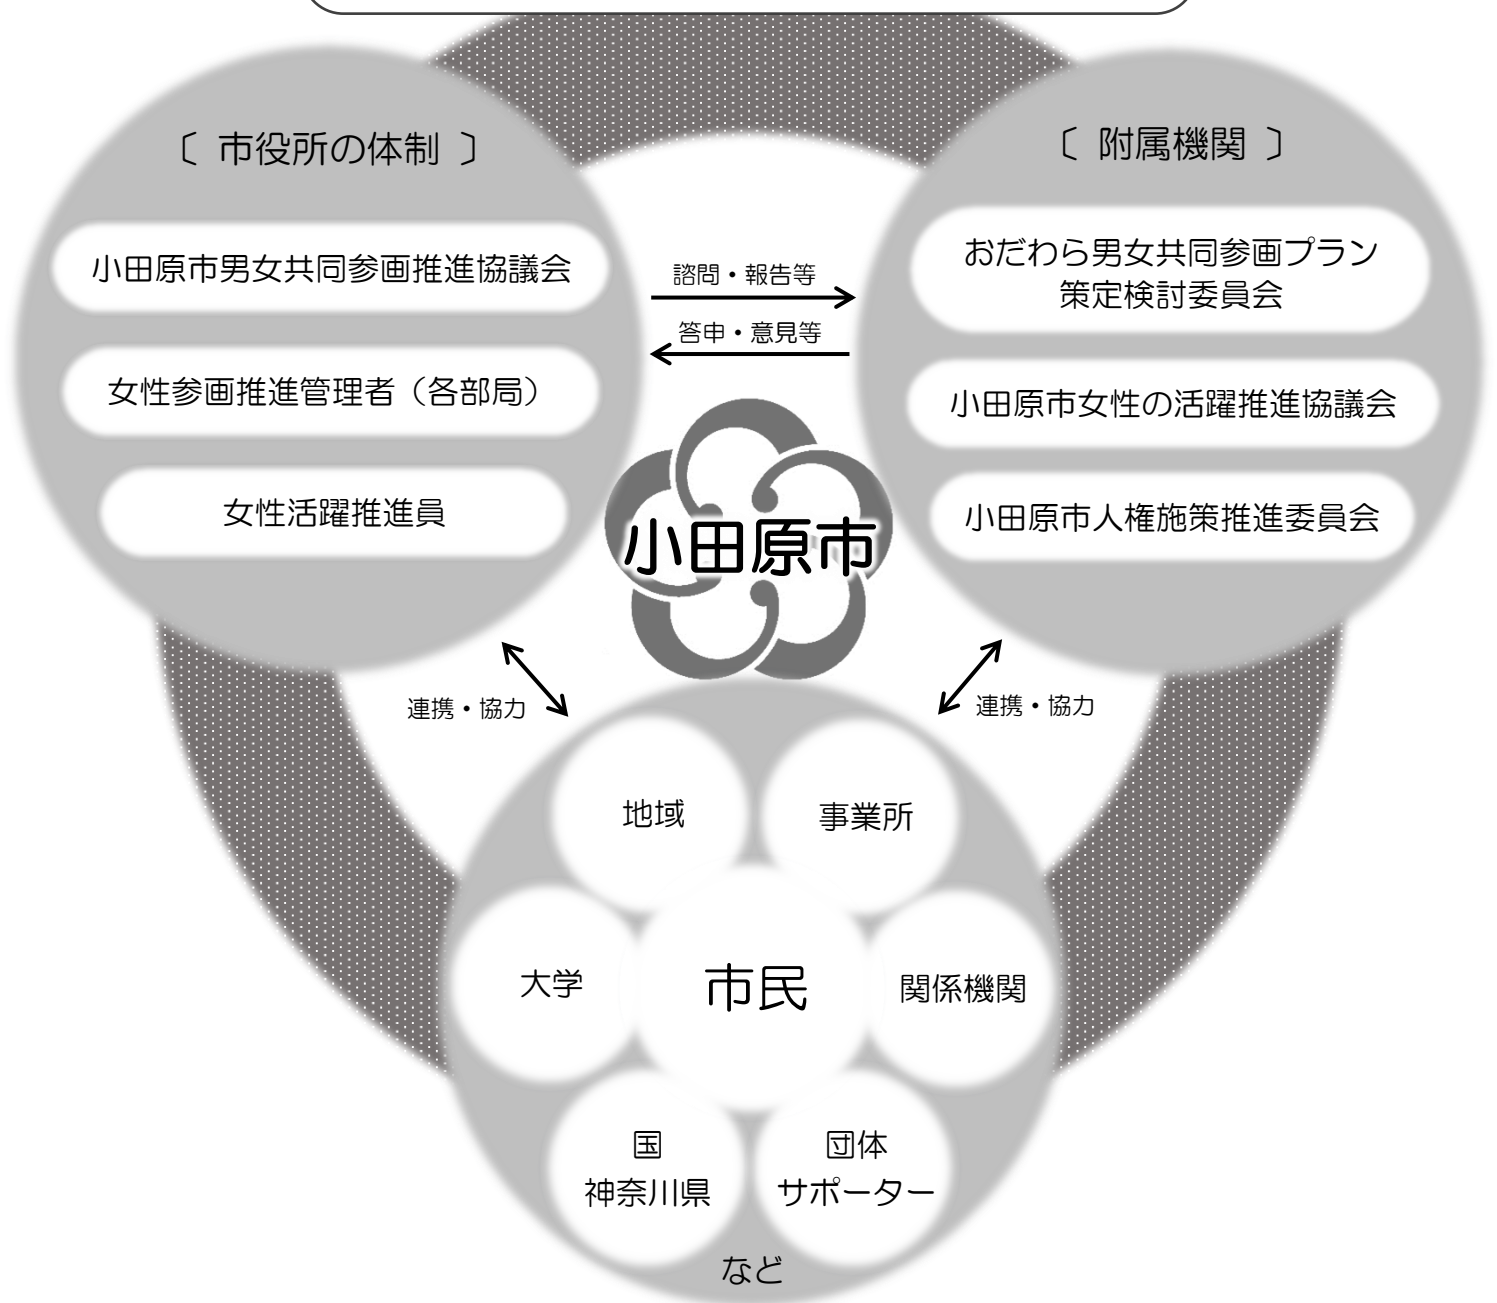 〔 市役所の体制 〕
小田原市男女共同参画推進協議会
女性参画推進管理者（各部局）
女性活躍推進員
諮問・報告等
答申・意見等
〔 附属機関 〕
おだわら男女共同参画プラン
策定検討委員会
小田原市女性の活躍推進協議会
小田原市人権施策推進委員会
小田原市
連携・協力
連携・協力
地域
事業所
大学
市民
関係機関
国
神奈川県
団体
サポーター
など